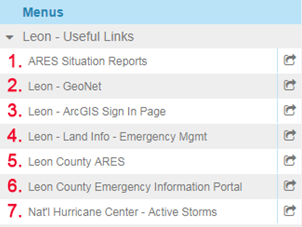 Menus
Leon - Useful Links
1. ARES Situation Reports
2. Leon - GeoNet
3. Leon - ArcGIS Sign In Page
4. Leon - Land Info - Emergency Mgmt
5. Leon County ARES
6. Leon County Emergency Information Portal
7. Nat'l Hurricane Center - Active Storms